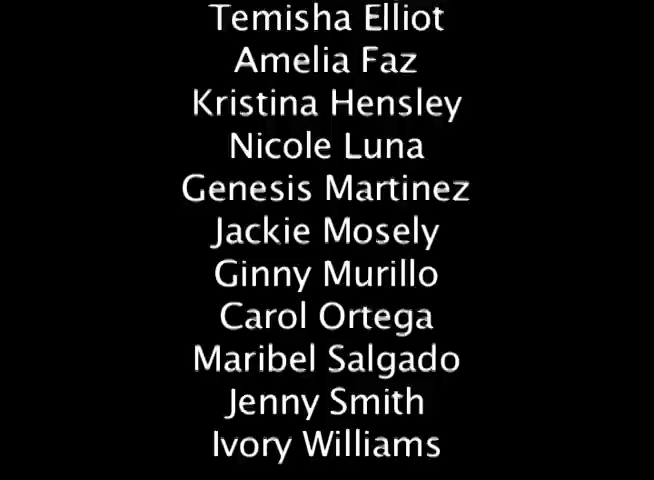 Temisha Elliot
Amelia Faz
Kristina Hensley
Nicole Luna
Genesis Martinez
Jackie Mosely
Ginny Murillo
Carol Ortega
Maribel Salgado
Jenny Smith
Ivory Williams